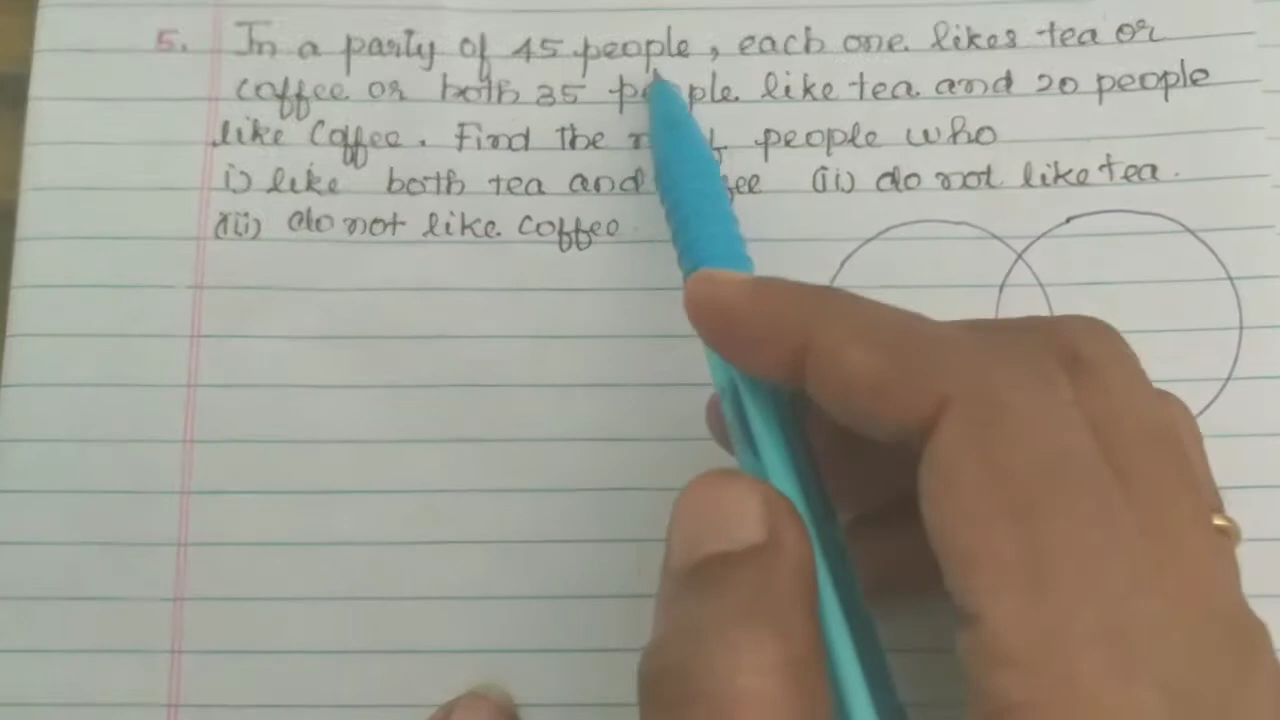 5. In a party of 45 people, each one likes tea or
coffee or both 35 people like tea and 20 people
like Coffee. Find the people who
i) like both tea and (ii) do not like tea.
(iii) do not like coffee